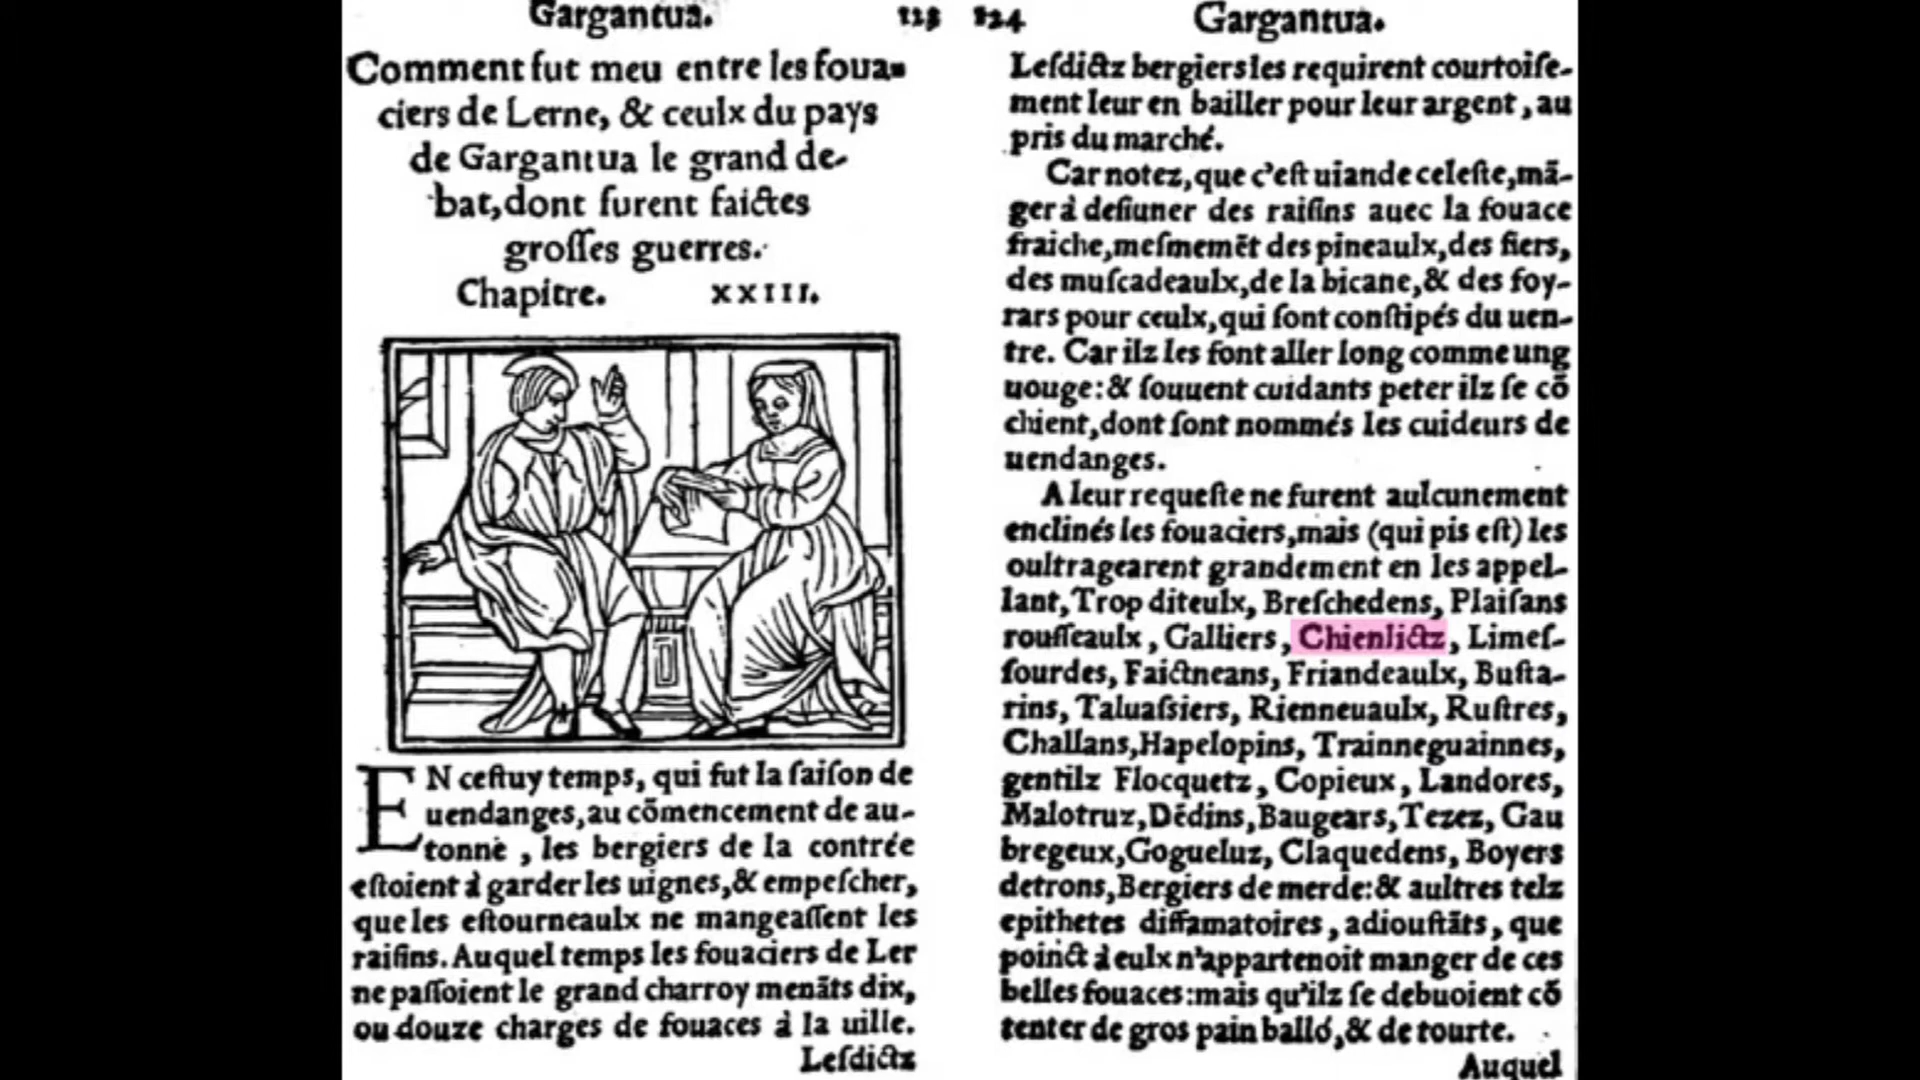 Gargantua. 123
Comment fut meu entre les foua-
ciers de Lerne, & ceulx du pays
de Gargantua le grand de-
bat, dont furent faictes
grosses guerres.
Chapitre. XXIII.
EN ceſtuy temps, qui fut la ſaiſon de
uendanges, au cõmencement de au-
tonne, les bergiers de la contrée
eſtoient à garder les uignes, & empeſcher,
que les eſtourneaulx ne mangeaſſent les
raiſins. Auquel temps les fouaciers de Ler
ne paſſoient le grand charroy menãts dix,
ou douze charges de fouaces à la uille.
Leſdictz
124 Gargantua.
Leſdictz bergiers les requirent courtoiſe-
ment leur en bailler pour leur argent, au
pris du marché.
Car notez, que c'eſt uiande celeſte, mã-
ger à deſiuner des raiſins auec la fouace
fraiche, meſmemẽt des pineaulx, des fiers,
des muſcadeaulx, de la bicane, & des foy-
rars pour ceulx, qui ſont conſtipés du uen-
tre. Car ilz les font aller long comme ung
uouge: & ſouuent cuidants peter ilz ſe cõ
chient, dont ſont nommés les cuideurs de
uendanges.
A leur requeſte ne furent aulcunement
enclinés les fouaciers, mais (qui pis eſt) les
oultragearent grandement en les appel-
lant, Trop diteulx, Breſchedens, Plaiſans
rouſſeaulx, Galliers, Chienlictz, Limeſ-
ſourdes, Faictneans, Friandeaulx, Buſta-
rins, Taluaſsiers, Rienneuaulx, Ruſtres,
Challans, Hapelopins, Trainneguainnes,
gentilz Flocquetz, Copieux, Landores,
Malotruz, Dẽdins, Baugears, Tezez, Gau
bregeux, Gogueluz, Claquedens, Boyers
detrons, Bergiers de merde: & aultres telz
epithetes diffamatoires, adiouſtãts, que
poinct à eulx n'appartenoit manger de ces
belles fouaces: mais qu'ilz ſe debuoient cõ
tenter de gros pain balló, & de tourte.
Auquel